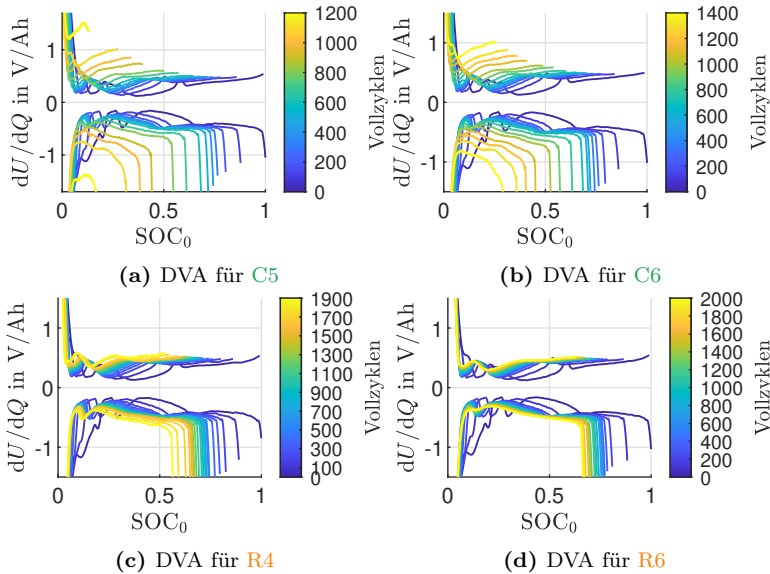 1200
1000
800
600
400
200
0
Vollzyklen
1
0
-1
dU/dQ in V/Ah
0 0.5 1
SOC0
(a) DVA für C5
1400
1200
1000
800
600
400
200
0
Vollzyklen
1
0
-1
dU/dQ in V/Ah
0 0.5 1
SOC0
(b) DVA für C6
1900
1700
1500
1300
1100
900
700
500
300
100
0
Vollzyklen
1
0
-1
dU/dQ in V/Ah
0 0.5 1
SOC0
(c) DVA für R4
2000
1800
1600
1400
1200
1000
800
600
400
200
0
Vollzyklen
1
0
-1
dU/dQ in V/Ah
0 0.5 1
SOC0
(d) DVA für R6